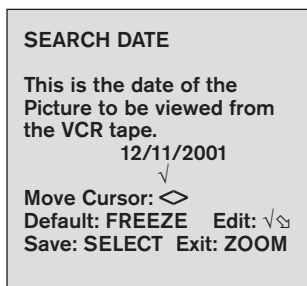 SEARCH DATE
This is the date of the
Picture to be viewed from
the VCR tape.
12/11/2001
√
Move Cursor: <>
Default: FREEZE Edit: √⇘
Save: SELECT Exit: ZOOM